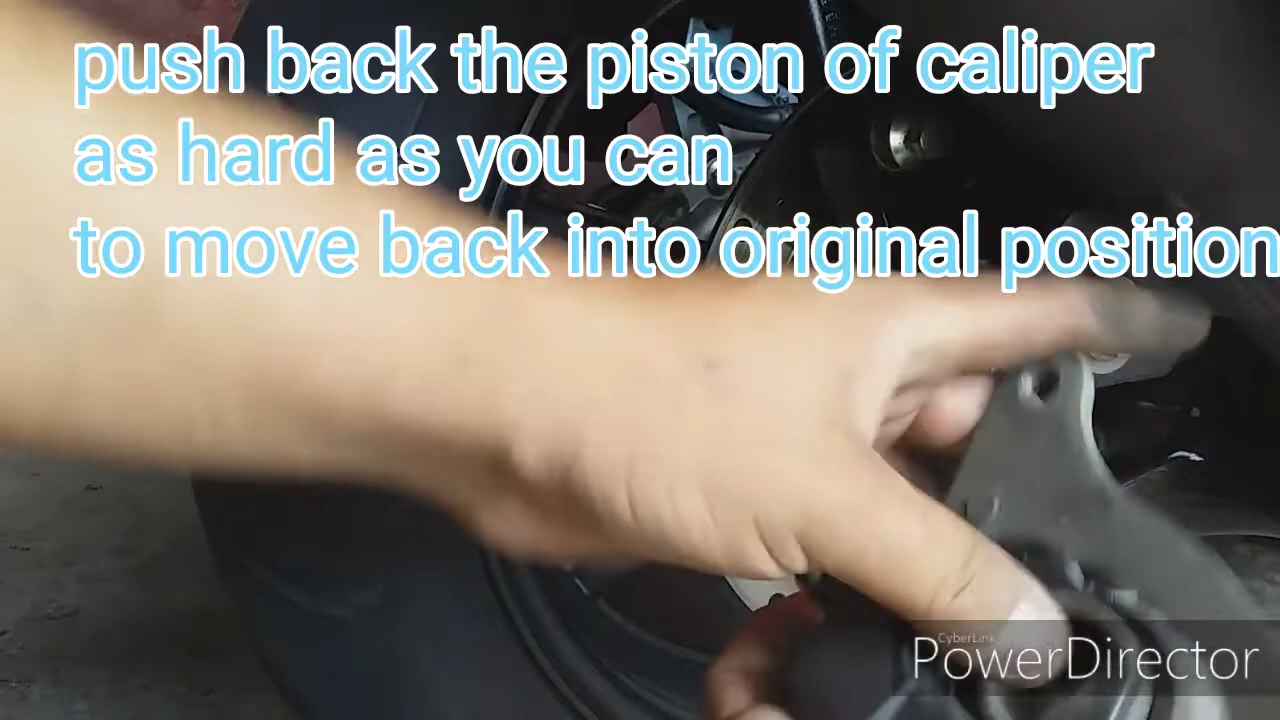 push back the piston of caliper
as hard as you can
to move back into original position
CyberLink
PowerDirector